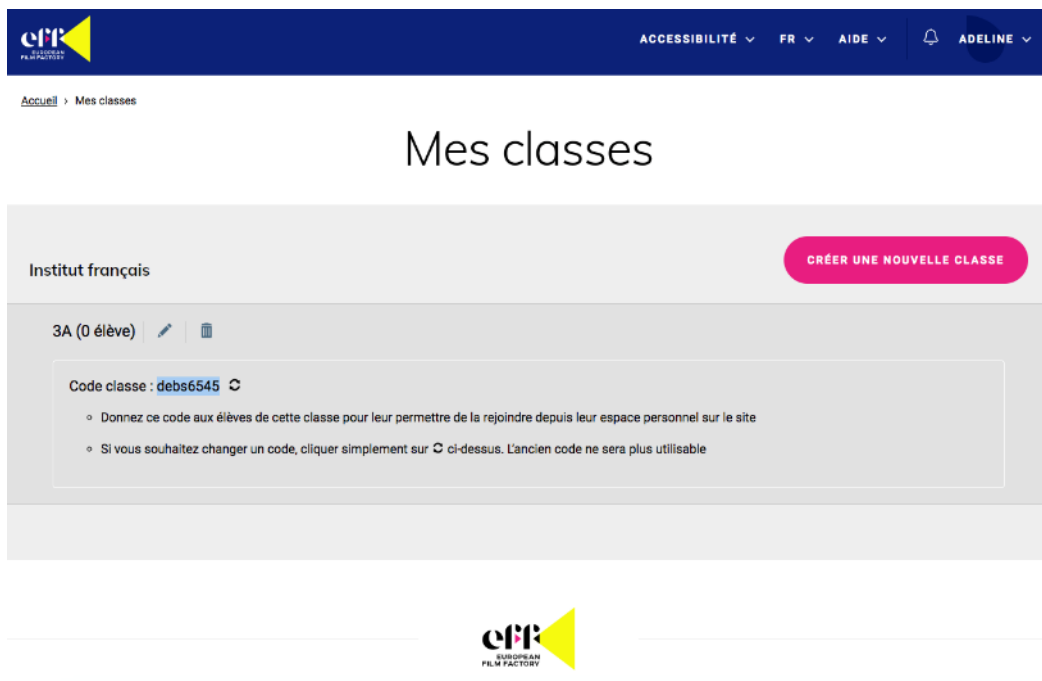 eff
EUROPEAN
FILM FACTORY
ACCESSIBILITÉ FR AIDE ADELINE
Accueil > Mes classes
Mes classes
Institut français
CRÉER UNE NOUVELLE CLASSE
3A (0 élève)
Code classe : debs6545
Donnez ce code aux élèves de cette classe pour leur permettre de la rejoindre depuis leur espace personnel sur le site
Si vous souhaitez changer un code, cliquer simplement sur ci-dessus. L'ancien code ne sera plus utilisable
eff
EUROPEAN
FILM FACTORY